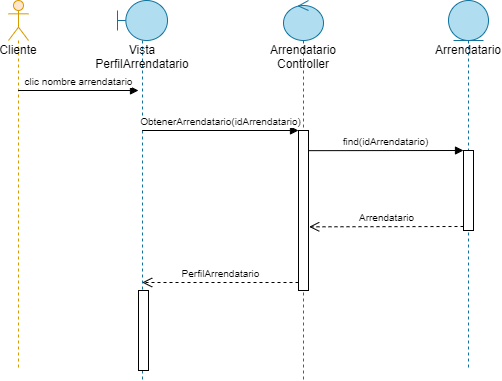 Cliente
Vista
PerfilArrendatario
Arrendatario
Controller
Arrendatario
clic nombre arrendatario
ObtenerArrendatario(idArrendatario)
find(idArrendatario)
Arrendatario
PerfilArrendatario